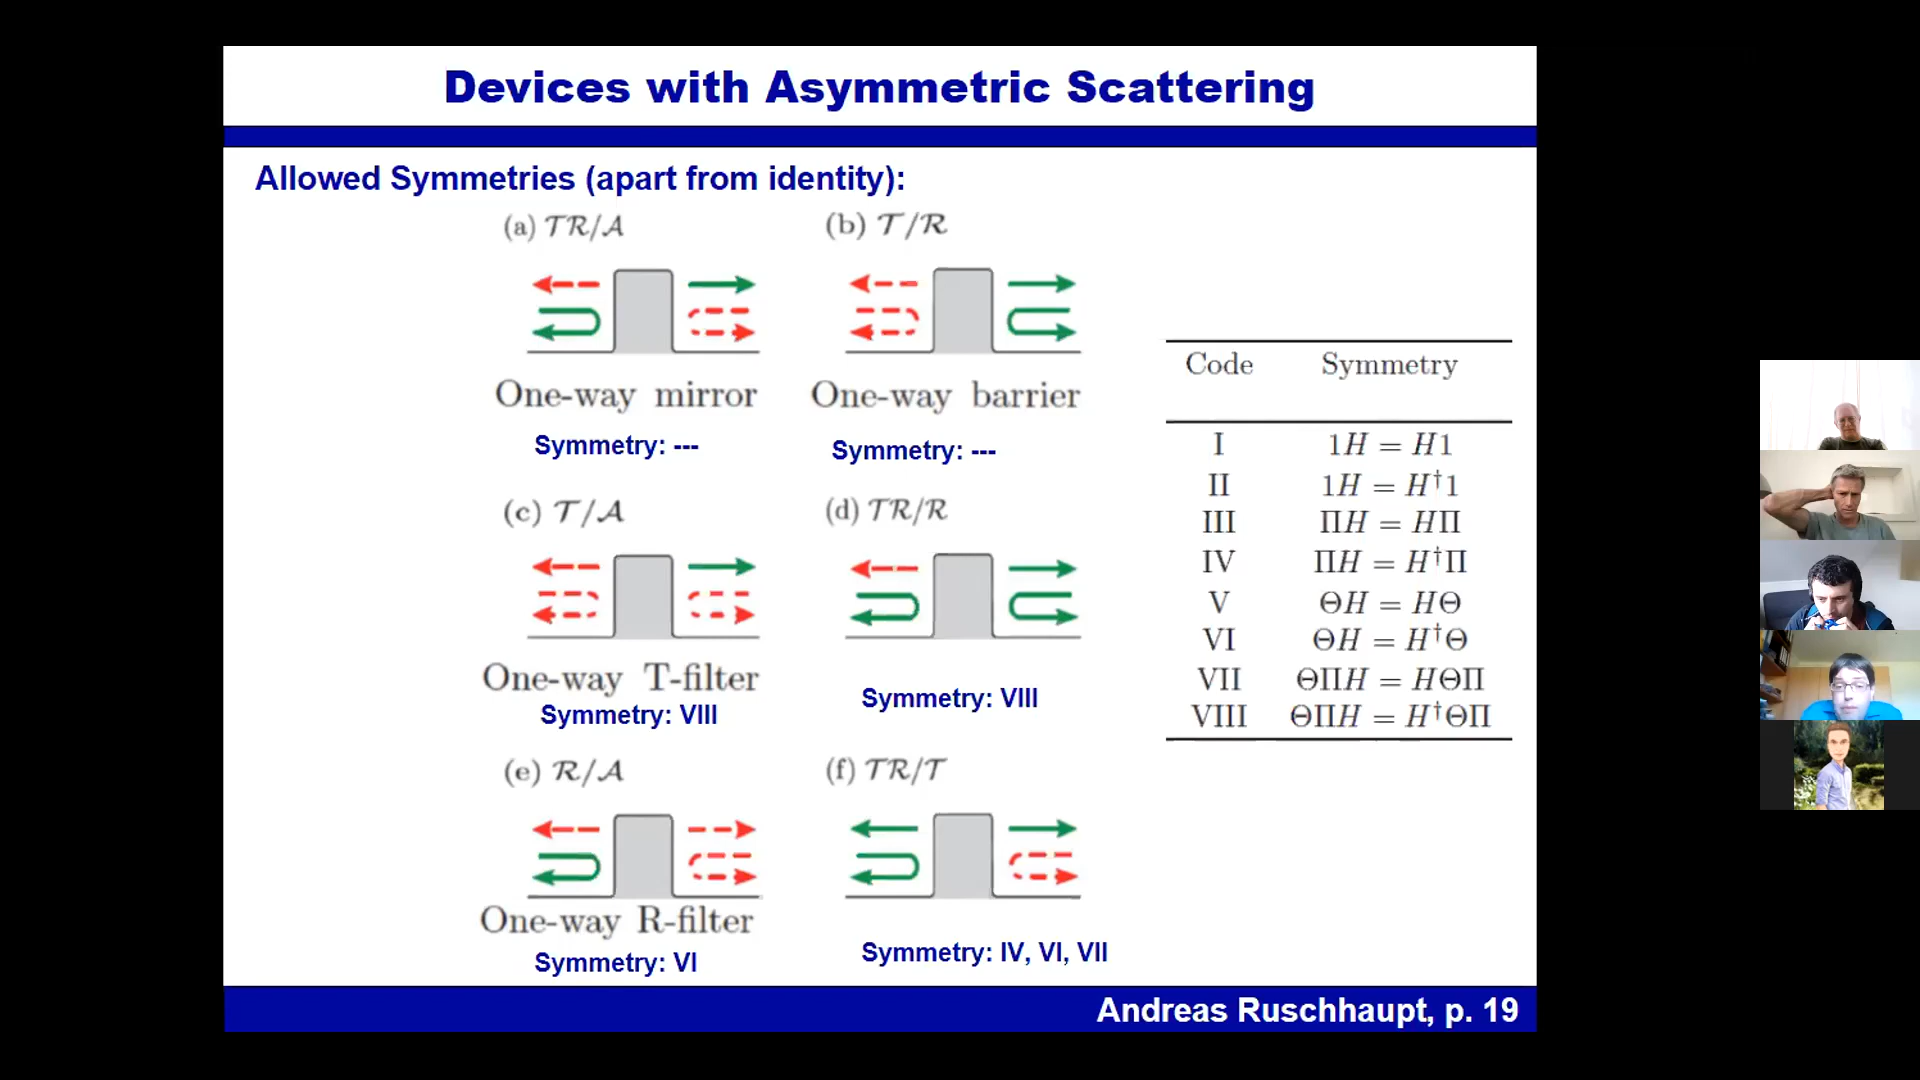 Devices with Asymmetric Scattering
Allowed Symmetries (apart from identity):
(a) 𝒯ℛ/𝒜
(b) 𝒯/ℛ
One-way mirror
One-way barrier
Symmetry: ---
Symmetry: ---
(c) 𝒯/𝒜
(d) 𝒯ℛ/ℛ
One-way T-filter
Symmetry: VIII
Symmetry: VIII
(e) ℛ/𝒜
(f) 𝒯ℛ/𝒯
One-way R-filter
Symmetry: VI
Symmetry: IV, VI, VII
Code Symmetry
I 1H = H1
II 1H = H†1
III ΠH = HΠ
IV ΠH = H†Π
V ΘH = HΘ
VI ΘH = H†Θ
VII ΘΠH = HΘΠ
VIII ΘΠH = H†ΘΠ
Andreas Ruschhaupt, p. 19